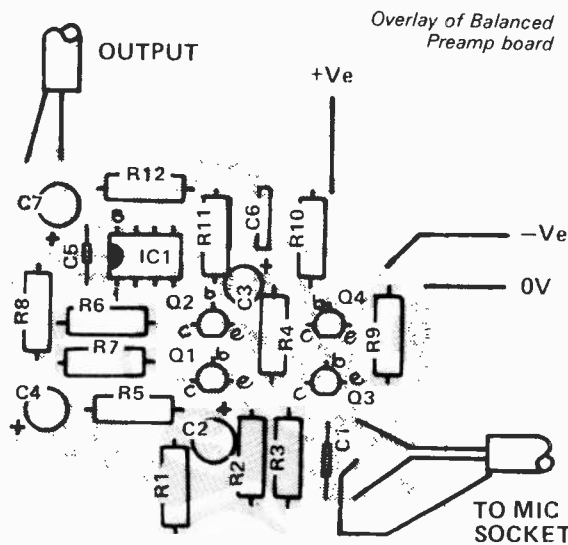 Overlay of Balanced
Preamp board
OUTPUT
+Ve
R12
C7
+
8
C5
IC1
R11
C6
R10
-Ve
0V
+
R8
R6
Q2
b
c
e
C3
R4
Q4
b
c
e
R9
R7
Q1
b
c
e
b
c
e
Q3
C4
+
R5
+
C2
R1
R2
R3
C1
TO MIC
SOCKET